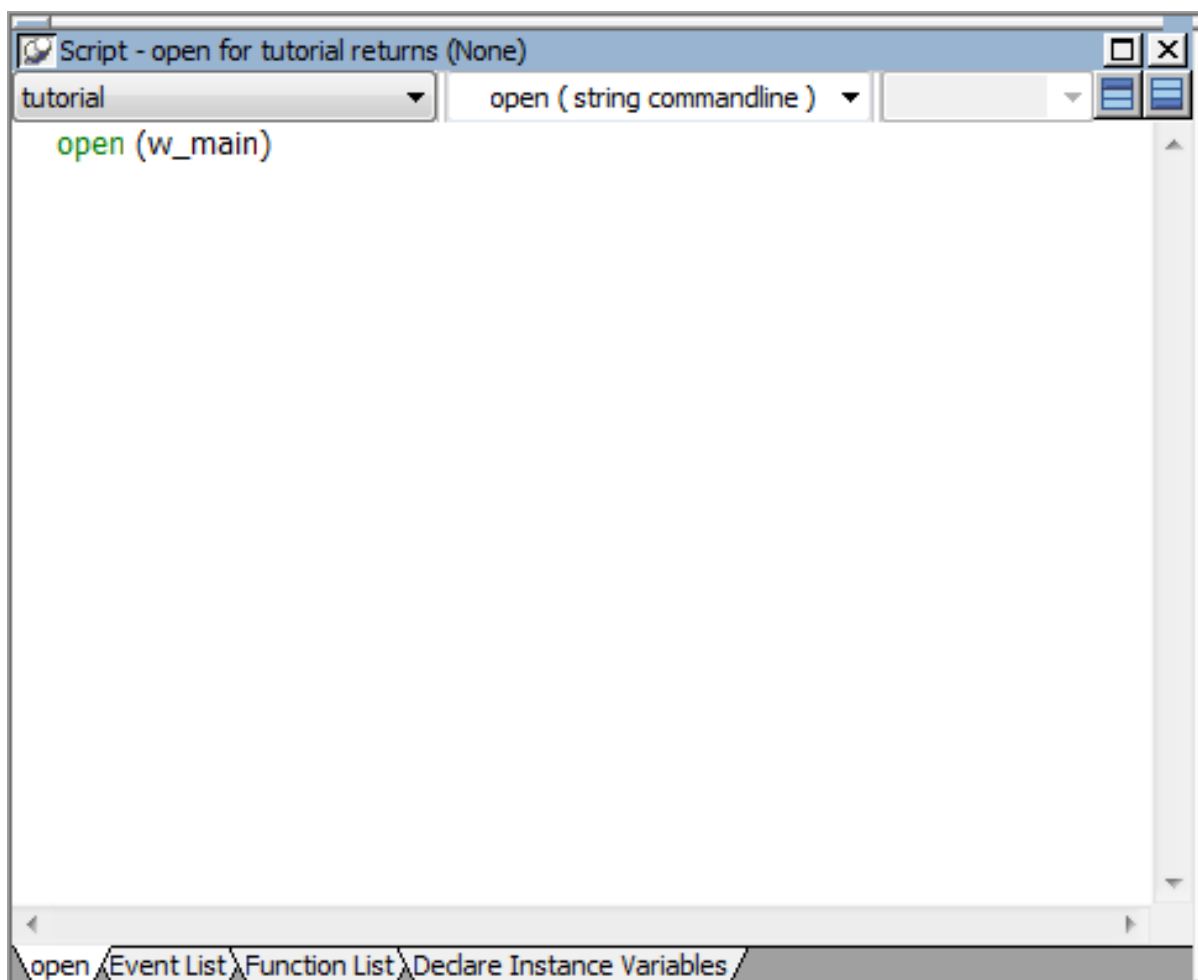 Script - open for tutorial returns (None)
tutorial open ( string commandline )
open (w_main)
open Event List Function List Declare Instance Variables